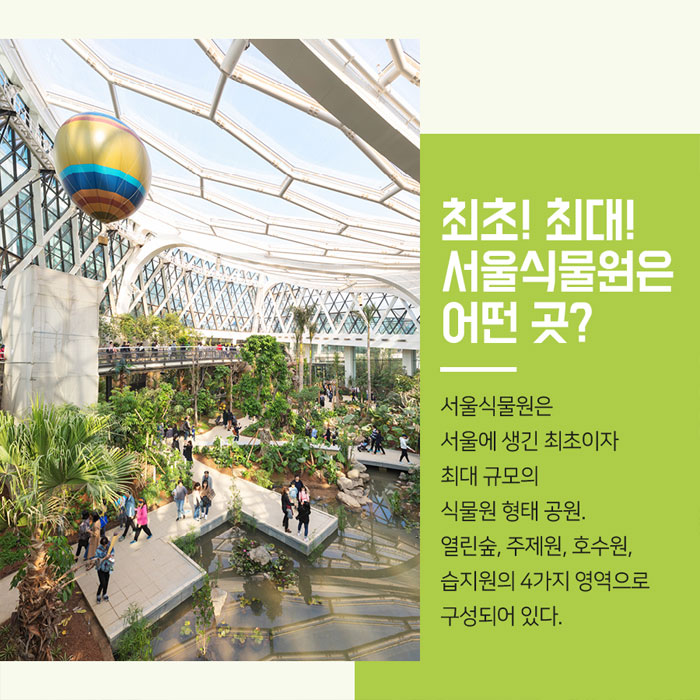 최초! 최대!
서울식물원은
어떤 곳?
서울식물원은
서울에 생긴 최초이자
최대 규모의
식물원 형태 공원.
열린숲, 주제원, 호수원,
습지원의 4가지 영역으로
구성되어 있다.